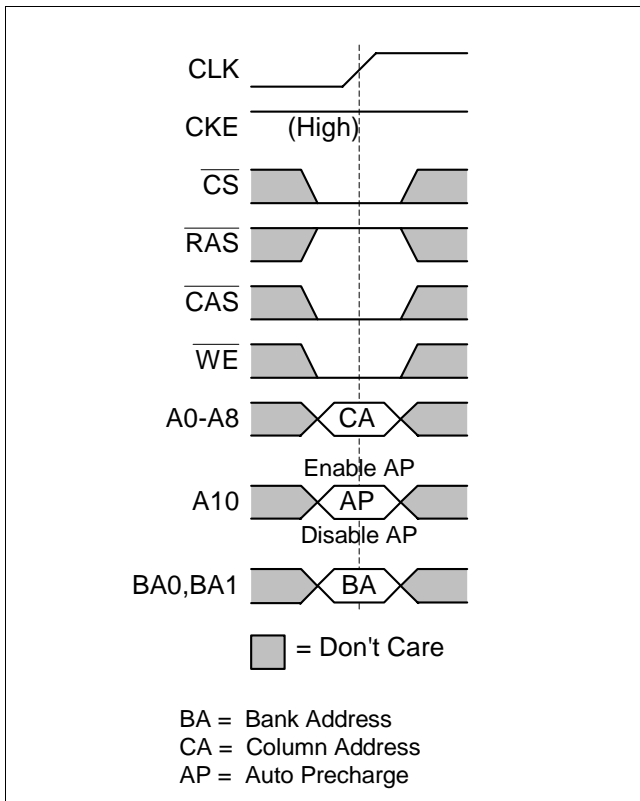 CLK
CKE (High)
CS
RAS
CAS
WE
A0-A8 CA
Enable AP
A10 AP
Disable AP
BA0,BA1 BA
= Don't Care
BA = Bank Address
CA = Column Address
AP = Auto Precharge